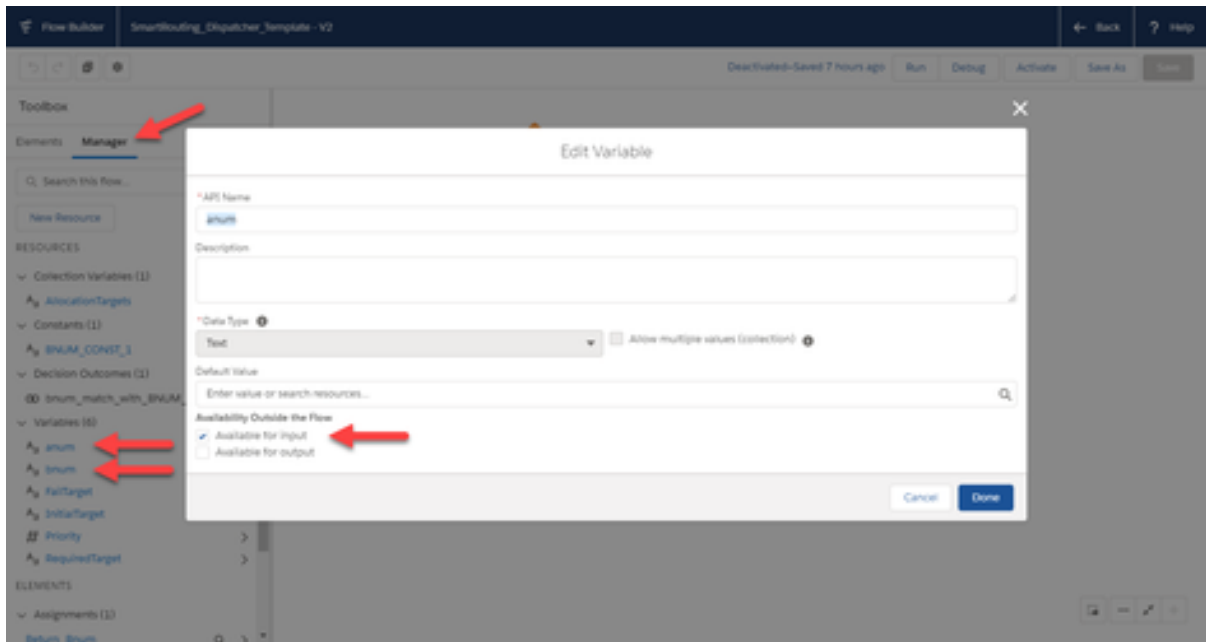 Flow Builder
SmartRouting_Dispatcher_Template - V2
Back
? Help
Deactivated—Saved 7 hours ago
Run
Debug
Activate
Save As
Save
Toolbox
Elements
Manager
Search this flow...
New Resource
RESOURCES
Collection Variables (1)
AllocationTargets
Constants (1)
BNUM_CONST_1
Decision Outcomes (1)
bnum_match_with_BNUM_
Variables (6)
anum
bnum
FailTarget
InitialTarget
Priority
RequiredTarget
ELEMENTS
Assignments (1)
Return_Bnum
Edit Variable
*API Name
anum
Description
*Data Type
Text
Allow multiple values (collection)
Default Value
Enter value or search resources...
Availability Outside the Flow
Available for input
Available for output
Cancel
Done